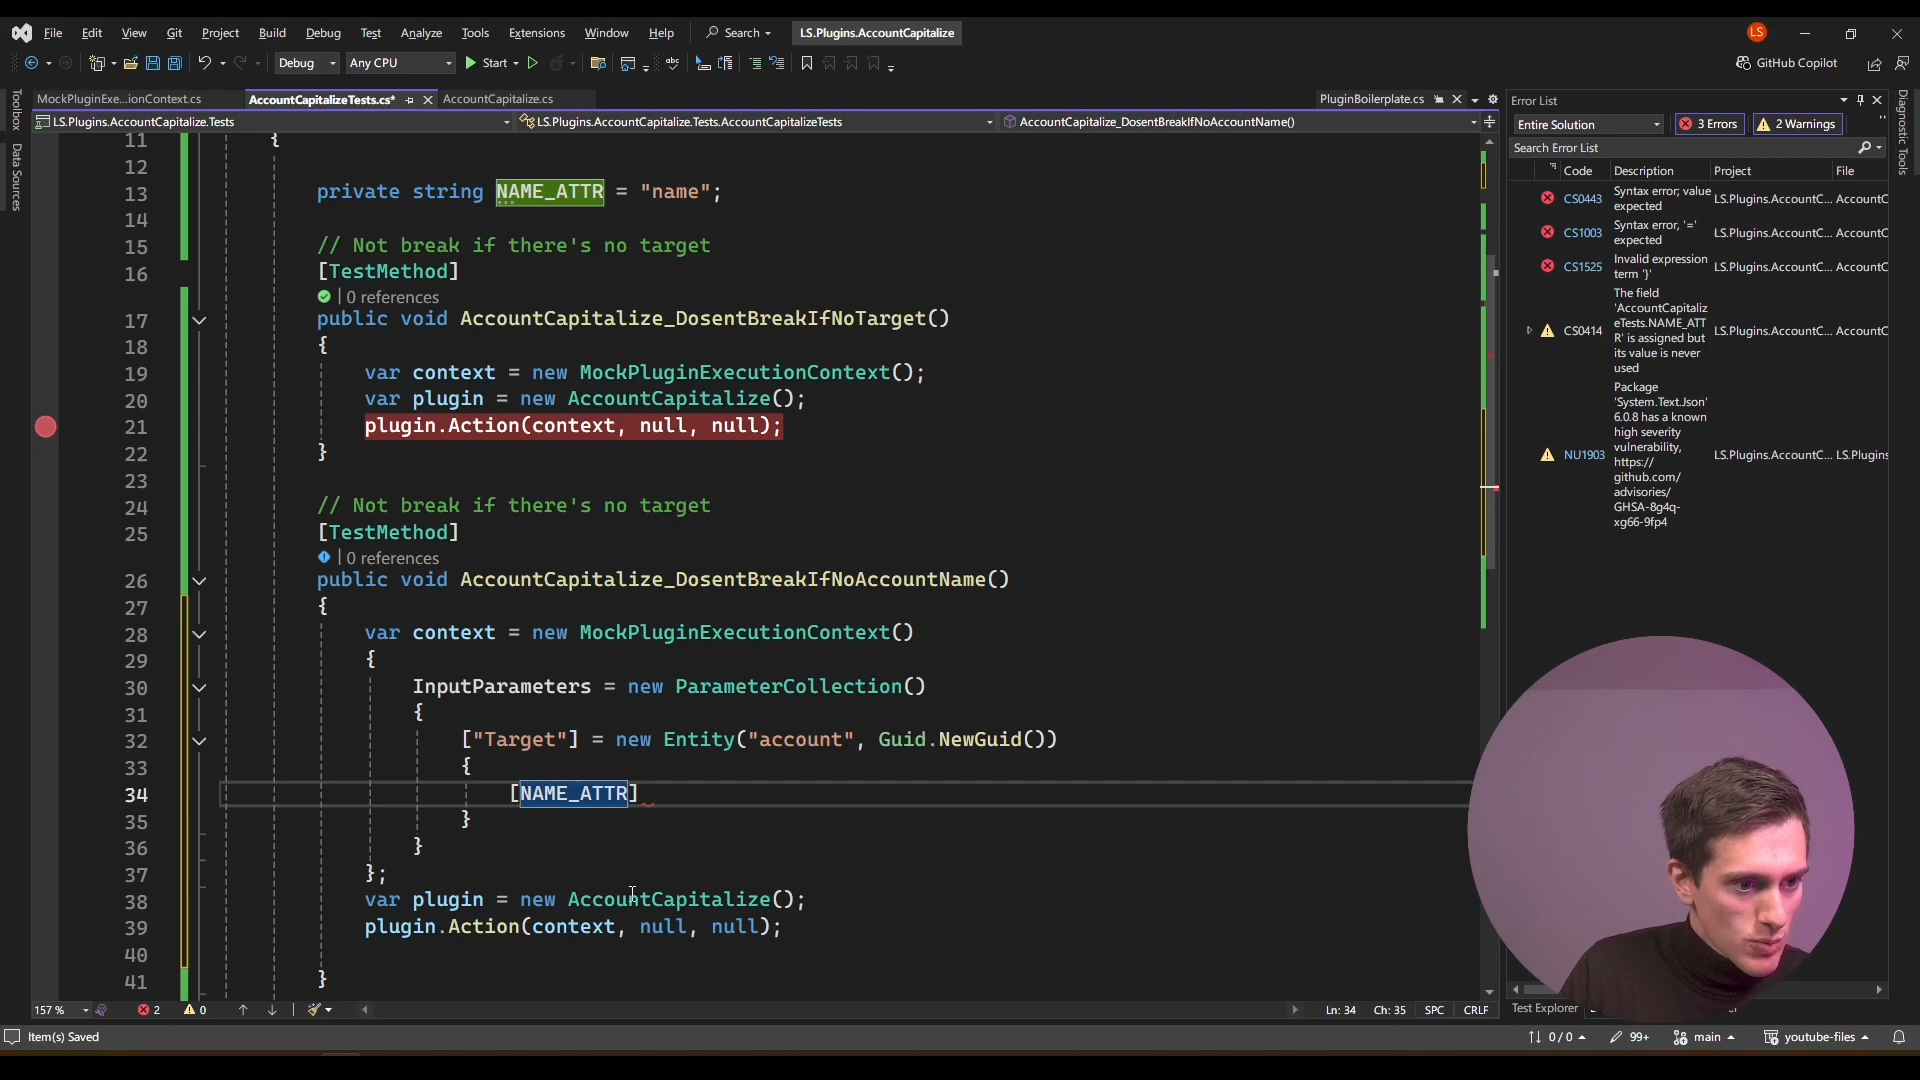 File Edit View Git Project Build Debug Test Analyze Tools Extensions Window Help Search LS.Plugins.AccountCapitalize LS
Debug Any CPU Start GitHub Copilot
MockPluginExe...ionContext.cs AccountCapitalizeTests.cs* AccountCapitalize.cs PluginBoilerplate.cs
LS.Plugins.AccountCapitalize.Tests LS.Plugins.AccountCapitalize.Tests.AccountCapitalizeTests AccountCapitalize_DosentBreakIfNoAccountName()
Toolbox
Data Sources
11 {
12
13 private string NAME_ATTR = "name";
14
15 // Not break if there's no target
16 [TestMethod]
0 references
17 public void AccountCapitalize_DosentBreakIfNoTarget()
18 {
19 var context = new MockPluginExecutionContext();
20 var plugin = new AccountCapitalize();
21 plugin.Action(context, null, null);
22 }
23
24 // Not break if there's no target
25 [TestMethod]
0 references
26 public void AccountCapitalize_DosentBreakIfNoAccountName()
27 {
28 var context = new MockPluginExecutionContext()
29 {
30 InputParameters = new ParameterCollection()
31 {
32 ["Target"] = new Entity("account", Guid.NewGuid())
33 {
34 [NAME_ATTR]
35 }
36 }
37 };
38 var plugin = new AccountCapitalize();
39 plugin.Action(context, null, null);
40
41 }
157 % 2 0 Ln: 34 Ch: 35 SPC CRLF
Error List
Entire Solution 3 Errors 2 Warnings
Search Error List
Code Description Project File
CS0443 Syntax error; value expected LS.Plugins.AccountC... AccountC
CS1003 Syntax error, '=' expected LS.Plugins.AccountC... AccountC
CS1525 Invalid expression term '}' LS.Plugins.AccountC... AccountC
CS0414 The field
'AccountCapitaliz
eTests.NAME_ATT
R' is assigned but
its value is never
used
LS.Plugins.AccountC... AccountC
NU1903 Package
'System.Text.Json'
6.0.8 has a known
high severity
vulnerability,
https://
github.com/
advisories/
GHSA-8g4q-
xg66-9fp4
LS.Plugins.AccountC... LS.Plugins
Diagnostic Tools
Test Explorer
Item(s) Saved 0 / 0 99+ main youtube-files